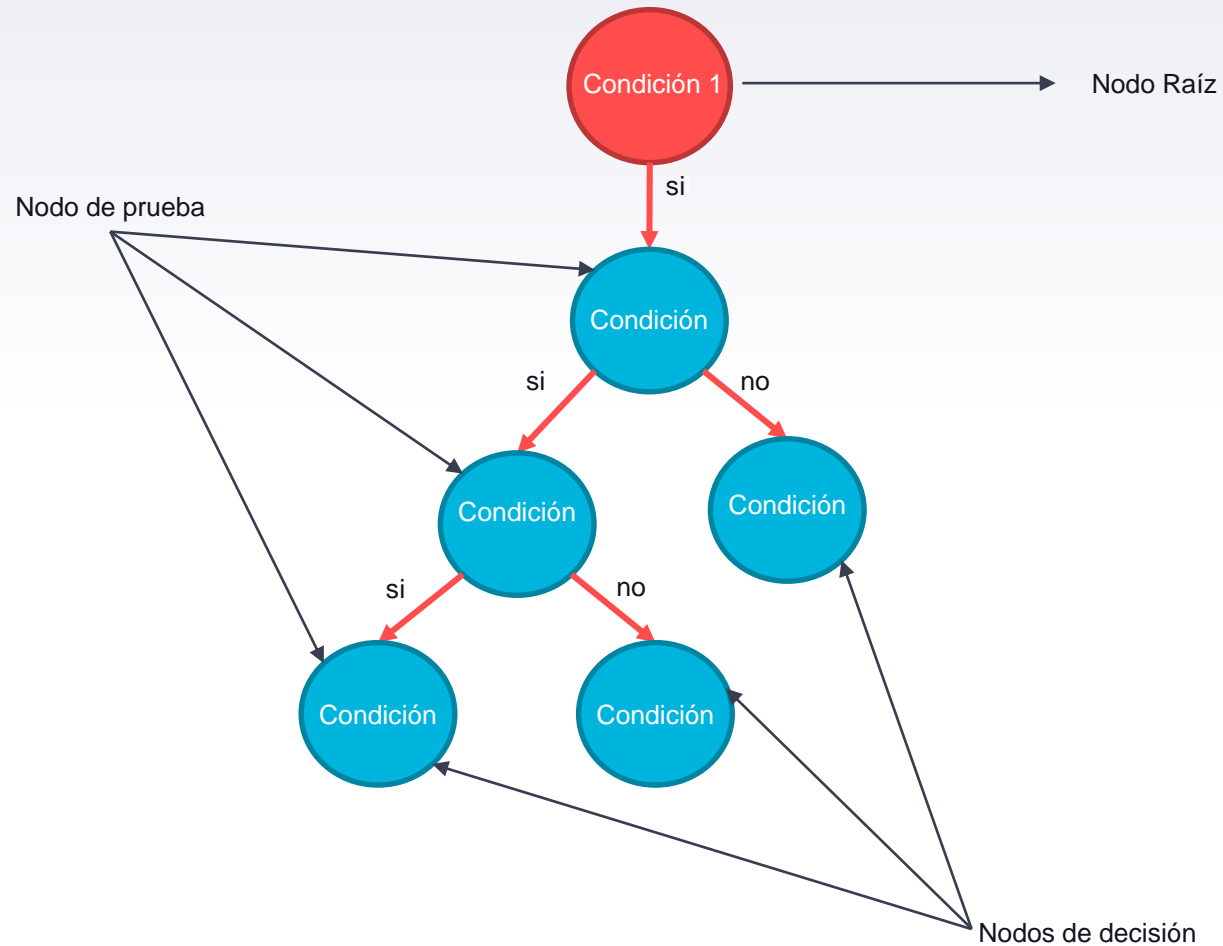 Condición 1
Nodo Raíz
si
Nodo de prueba
Condición
si
no
Condición
Condición
si
no
Condición
Condición
Nodos de decisión